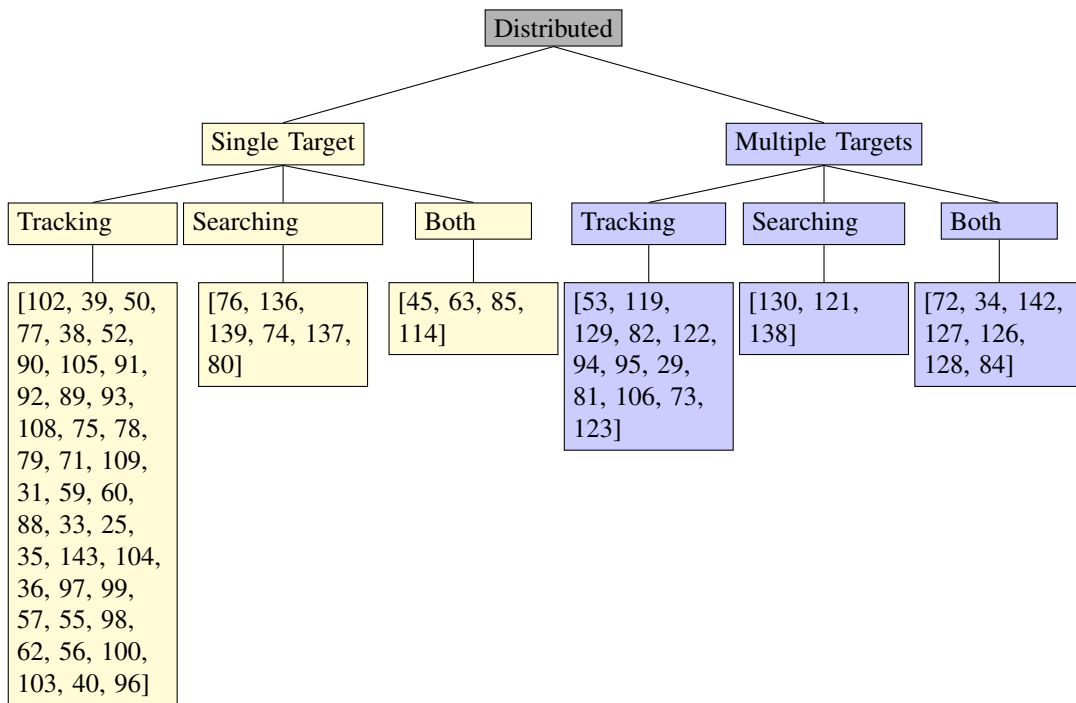 Distributed
Single Target
Multiple Targets
Tracking
Searching
Both
Tracking
Searching
Both
[102, 39, 50,
77, 38, 52,
90, 105, 91,
92, 89, 93,
108, 75, 78,
79, 71, 109,
31, 59, 60,
88, 33, 25,
35, 143, 104,
36, 97, 99,
57, 55, 98,
62, 56, 100,
103, 40, 96]
[76, 136,
139, 74, 137,
80]
[45, 63, 85,
114]
[53, 119,
129, 82, 122,
94, 95, 29,
81, 106, 73,
123]
[130, 121,
138]
[72, 34, 142,
127, 126,
128, 84]